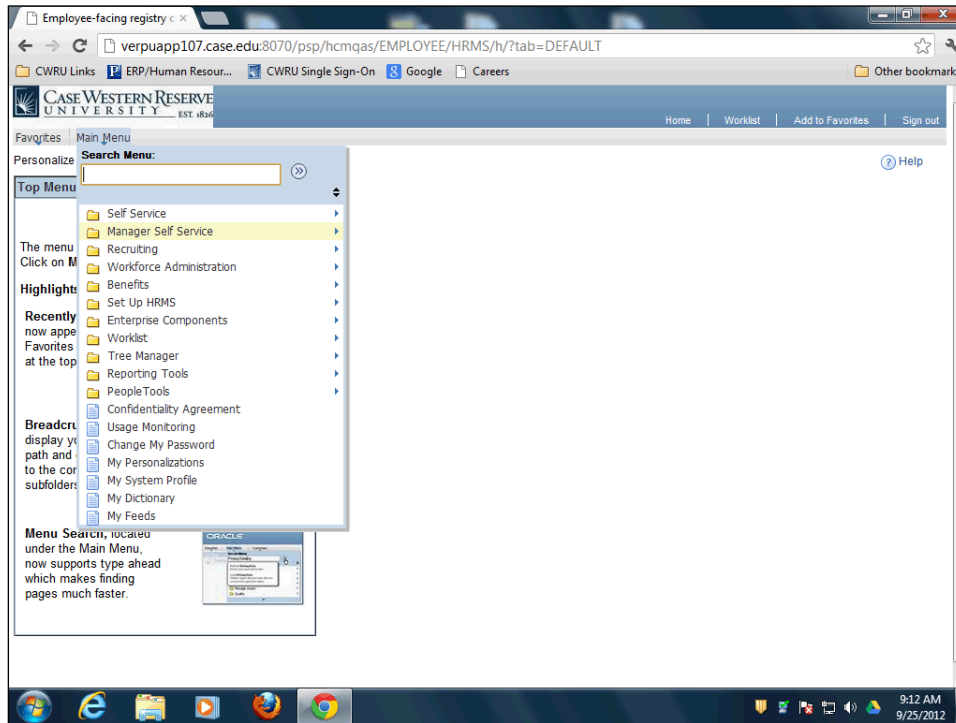 Employee-facing registry c
verpuapp107.case.edu:8070/psp/hcmqas/EMPLOYEE/HRMS/h/?tab=DEFAULT
CWRU Links ERP/Human Resour... CWRU Single Sign-On Google Careers Other bookmark
CASE WESTERN RESERVE
UNIVERSITY EST. 1826
Home | Worklist | Add to Favorites | Sign out
Favorites Main Menu
Personalize
Help
Search Menu:
Top Menu
Self Service
Manager Self Service
Recruiting
Workforce Administration
Benefits
Set Up HRMS
Enterprise Components
Worklist
Tree Manager
Reporting Tools
PeopleTools
Confidentiality Agreement
Usage Monitoring
Change My Password
My Personalizations
My System Profile
My Dictionary
My Feeds
The menu
Click on M
Highlights
Recently
now appe
Favorites
at the top
Breadcru
display yo
path and
to the cor
subfolders
Menu Search, located
under the Main Menu,
now supports type ahead
which makes finding
pages much faster.
ORACLE
9:12 AM
9/25/2012